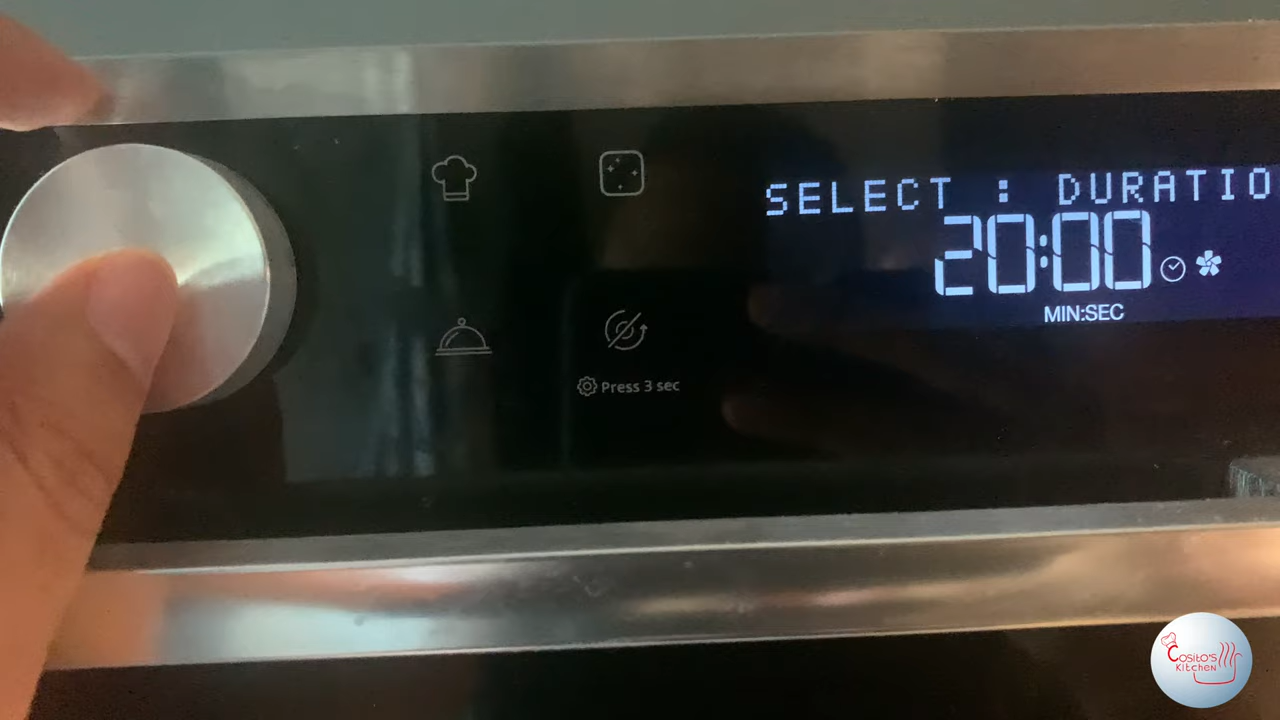 SELECT : DURATIO
20:00
MIN:SEC
Press 3 sec
Cosito's
Kitchen